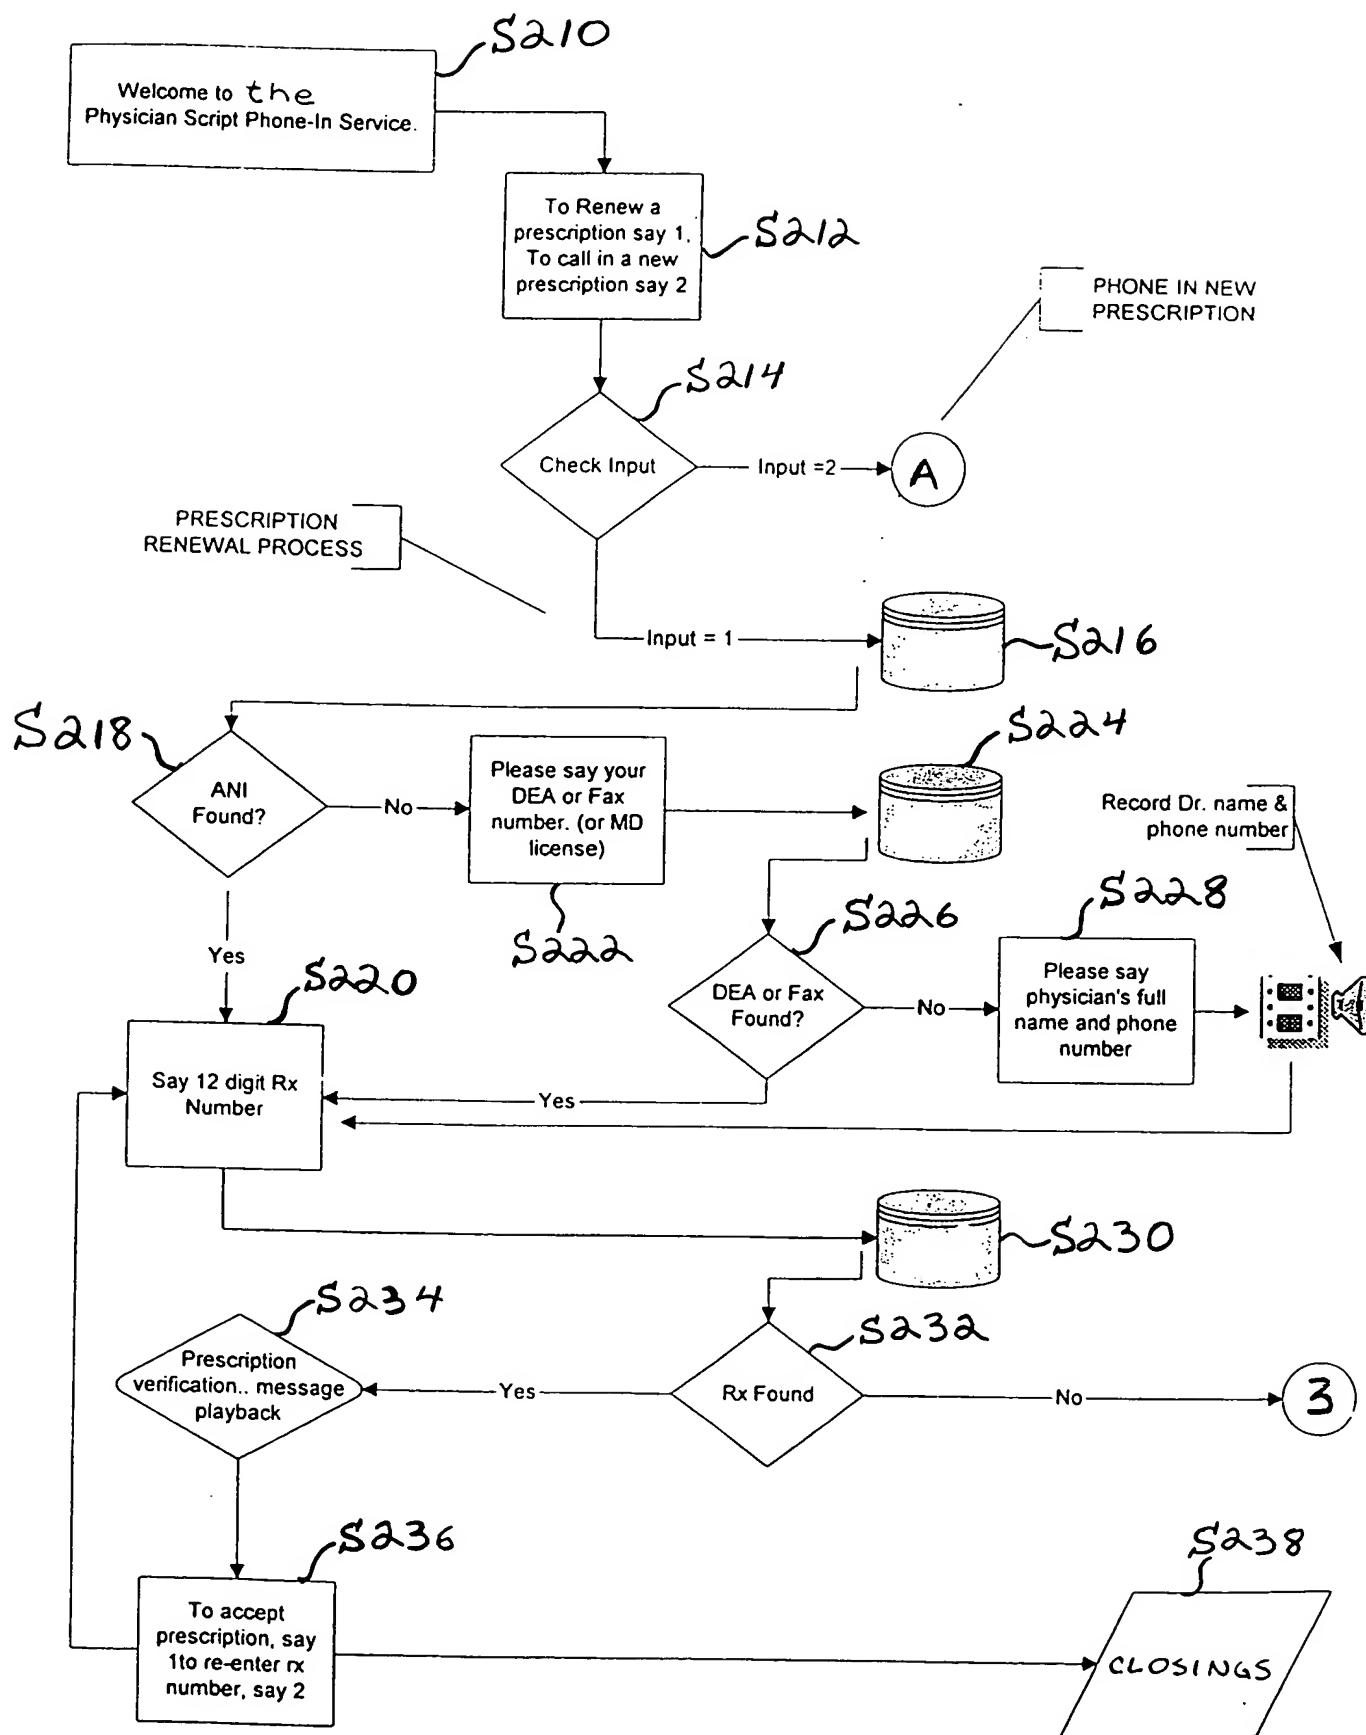 S210
Welcome to the
Physician Script Phone-In Service.
To Renew a
prescription say 1.
To call in a new
prescription say 2
S212
PHONE IN NEW
PRESCRIPTION
S214
Check Input
Input =2
A
PRESCRIPTION
RENEWAL PROCESS
Input = 1
S216
S218
ANI
Found?
No
Please say your
DEA or Fax
number. (or MD
license)
S222
S224
Record Dr. name &
phone number
S226
S228
Yes
S220
DEA or Fax
Found?
No
Please say
physician's full
name and phone
number
Say 12 digit Rx
Number
Yes
S230
S234
S232
Prescription
verification.. message
playback
Yes
Rx Found
No
3
S236
S238
To accept
prescription, say
1to re-enter rx
number, say 2
CLOSINGS